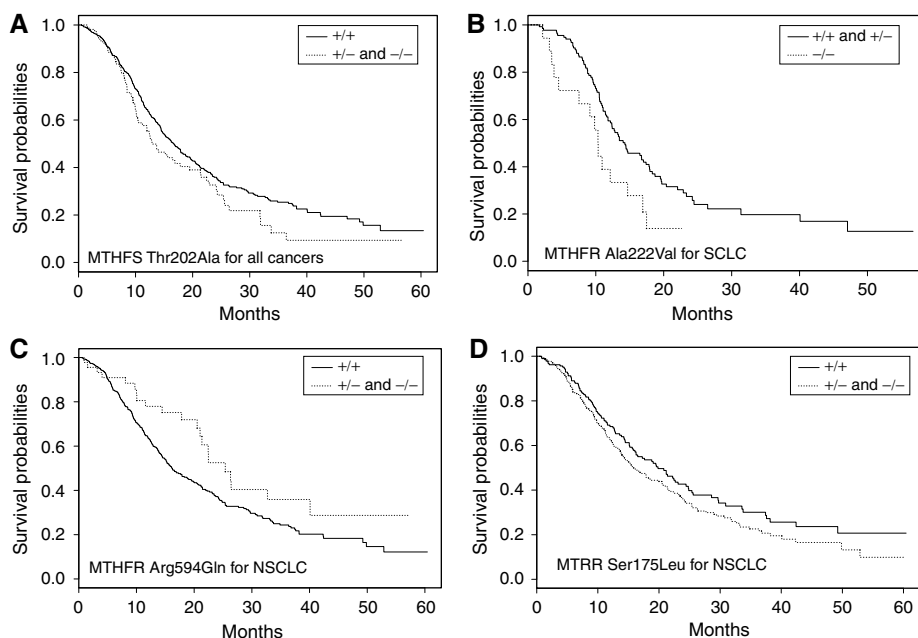 A
Survival probabilities
1.0
0.8
0.6
0.4
0.2
0.0
+/+
+/− and −/−
MTHFS Thr202Ala for all cancers
0 10 20 30 40 50 60
Months
B
Survival probabilities
1.0
0.8
0.6
0.4
0.2
0.0
+/+ and +/−
−/−
MTHFR Ala222Val for SCLC
0 10 20 30 40 50
Months
C
Survival probabilities
1.0
0.8
0.6
0.4
0.2
0.0
+/+
+/− and −/−
MTHFR Arg594Gln for NSCLC
0 10 20 30 40 50 60
Months
D
Survival probabilities
1.0
0.8
0.6
0.4
0.2
0.0
+/+
+/− and −/−
MTRR Ser175Leu for NSCLC
0 10 20 30 40 50 60
Months